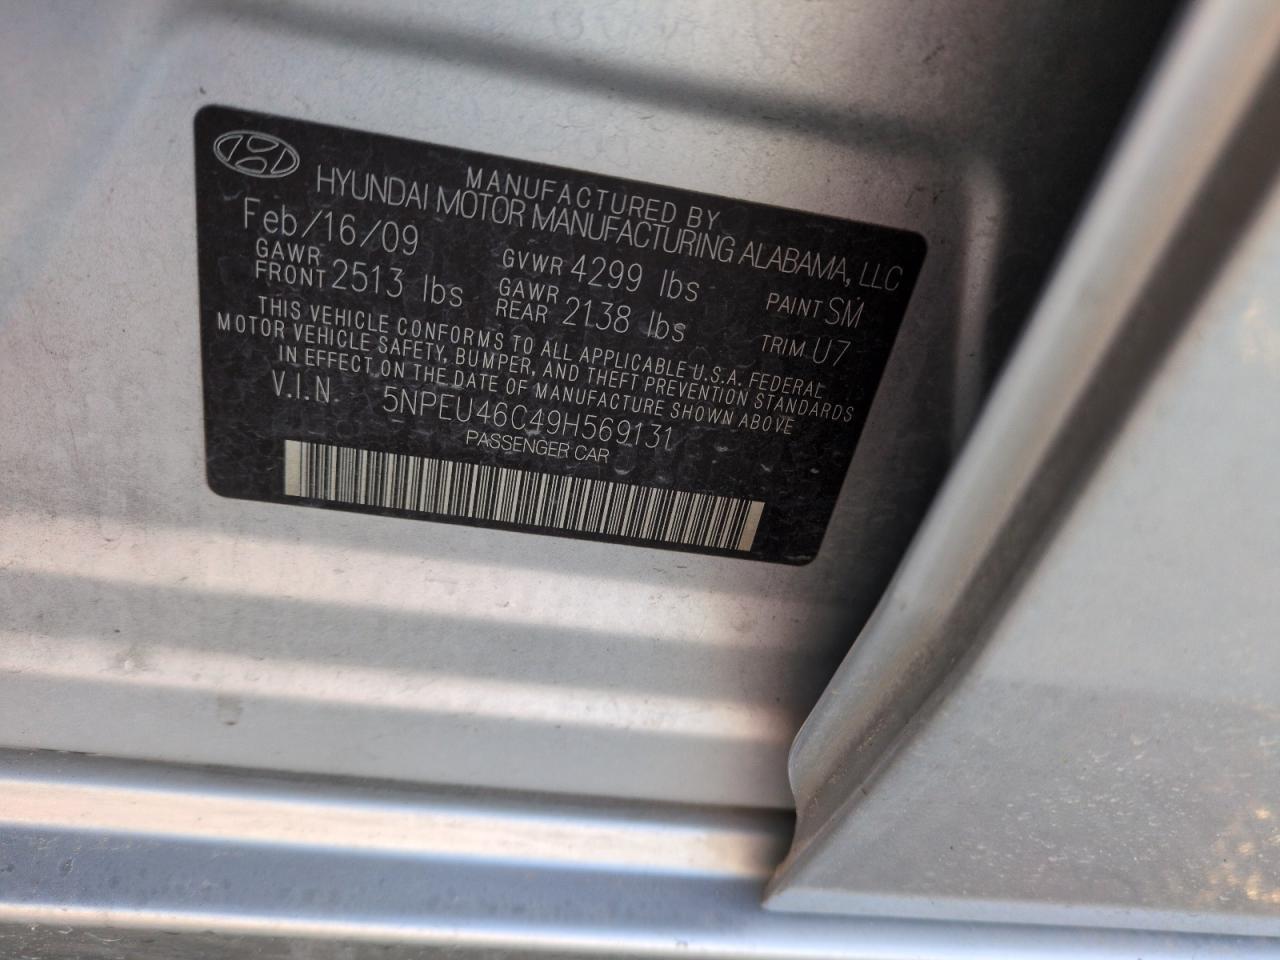 MANUFACTURED BY
HYUNDAI MOTOR MANUFACTURING ALABAMA, LLC
Feb/16/09 GVWR 4299 lbs PAINT SM
GAWR FRONT 2513 lbs GAWR REAR 2138 lbs TRIM U7
THIS VEHICLE CONFORMS TO ALL APPLICABLE U.S.A. FEDERAL
MOTOR VEHICLE SAFETY, BUMPER, AND THEFT PREVENTION STANDARDS
IN EFFECT ON THE DATE OF MANUFACTURE SHOWN ABOVE
V.I.N. 5NPEU46C49H569131
PASSENGER CAR